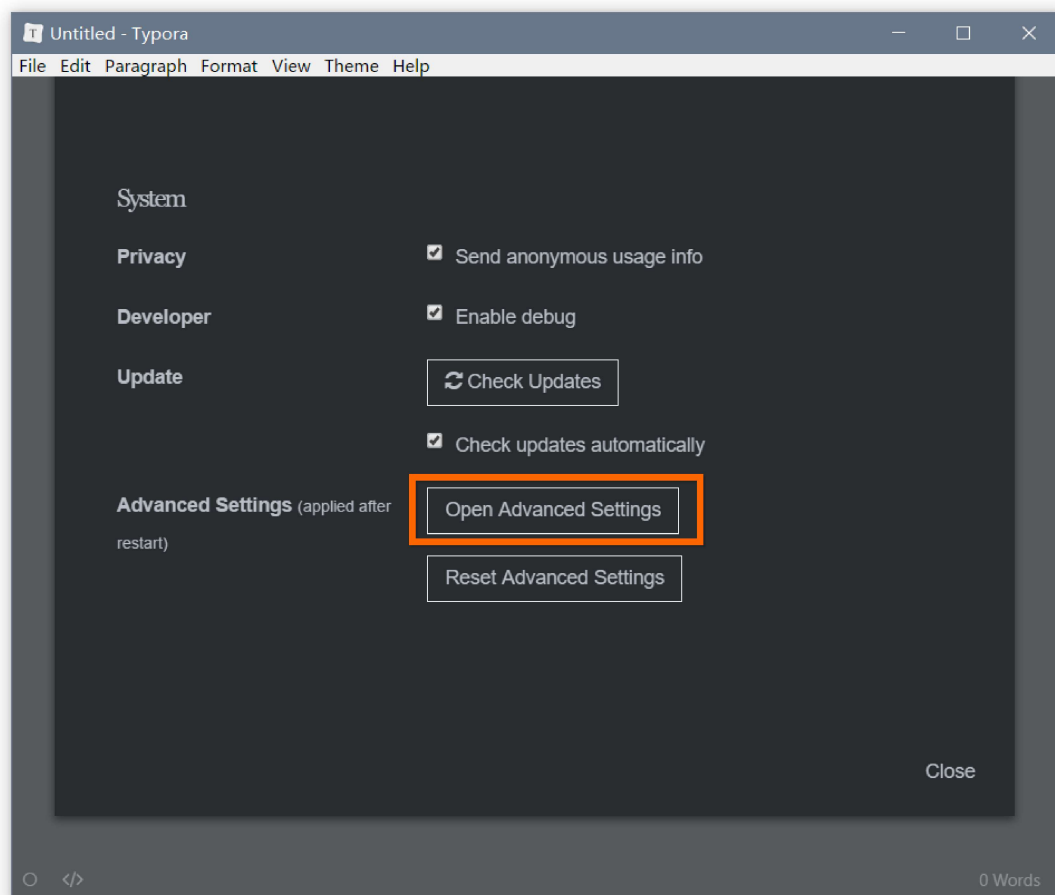 T Untitled - Typora
File Edit Paragraph Format View Theme Help
System
Privacy Send anonymous usage info
Developer Enable debug
Update Check Updates
Check updates automatically
Advanced Settings (applied after
restart)
Open Advanced Settings
Reset Advanced Settings
Close
</> 0 Words